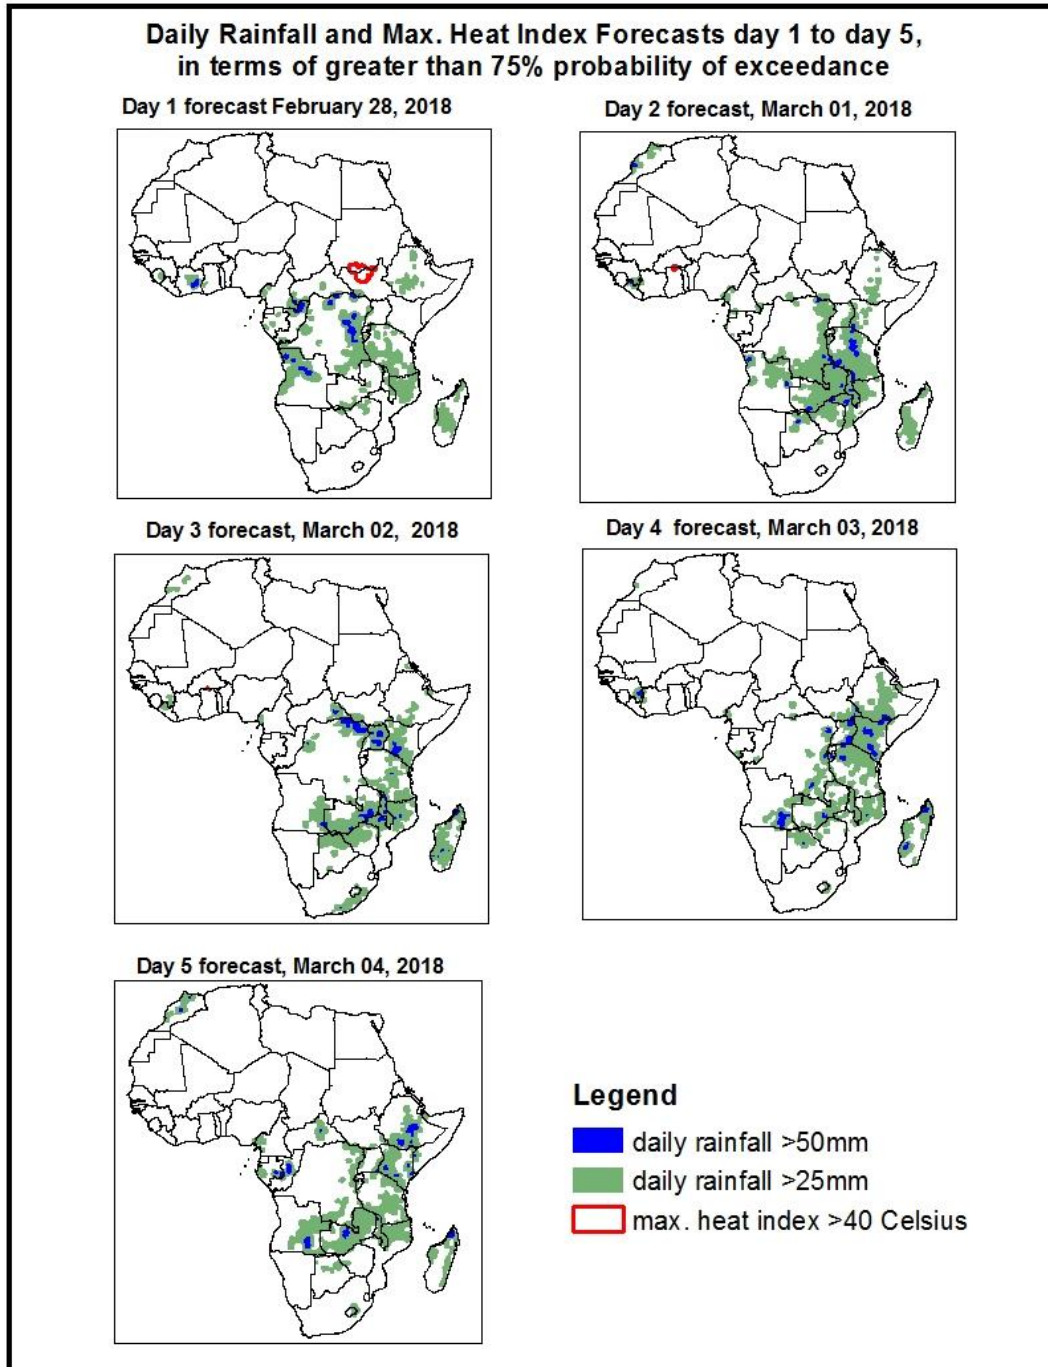 Daily Rainfall and Max. Heat Index Forecasts day 1 to day 5,
in terms of greater than 75% probability of exceedance
Day 1 forecast February 28, 2018
Day 2 forecast, March 01, 2018
Day 3 forecast, March 02, 2018
Day 4 forecast, March 03, 2018
Day 5 forecast, March 04, 2018
Legend
daily rainfall >50mm
daily rainfall >25mm
max. heat index >40 Celsius